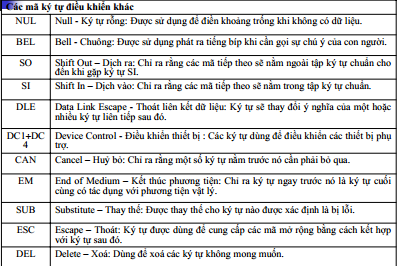 Các mã ký tự điều khiển khác
NUL Null - Ký tự rỗng: Được sử dụng để điền khoảng trống khi không có dữ liệu.
BEL Bell - Chuông: Được sử dụng phát ra tiếng bíp khi cần gọi sự chú ý của con người.
SO Shift Out – Dịch ra: Chỉ ra rằng các mã tiếp theo sẽ nằm ngoài tập ký tự chuẩn cho
đến khi gặp ký tự SI.
SI Shift In – Dịch vào: Chỉ ra rằng các mã tiếp theo sẽ nằm trong tập ký tự chuẩn.
DLE Data Link Escape - Thoát liên kết dữ liệu: Ký tự sẽ thay đổi ý nghĩa của một hoặc
nhiều ký tự liên tiếp sau đó.
DC1÷DC Device Control - Điều khiển thiết bị : Các ký tự dùng để điều khiển các thiết bị phụ
4 trợ.
CAN Cancel – Huỷ bỏ: Chỉ ra rằng một số ký tự nằm trước nó cần phải bỏ qua.
EM End of Medium – Kết thúc phương tiện: Chỉ ra ký tự ngay trước nó là ký tự cuối
cùng có tác dụng với phương tiện vật lý.
SUB Substitute – Thay thế: Được thay thế cho ký tự nào được xác định là bị lỗi.
ESC Escape – Thoát: Ký tự được dùng để cung cấp các mã mở rộng bằng cách kết hợp
với ký tự sau đó.
DEL Delete – Xoá: Dùng để xoá các ký tự không mong muốn.